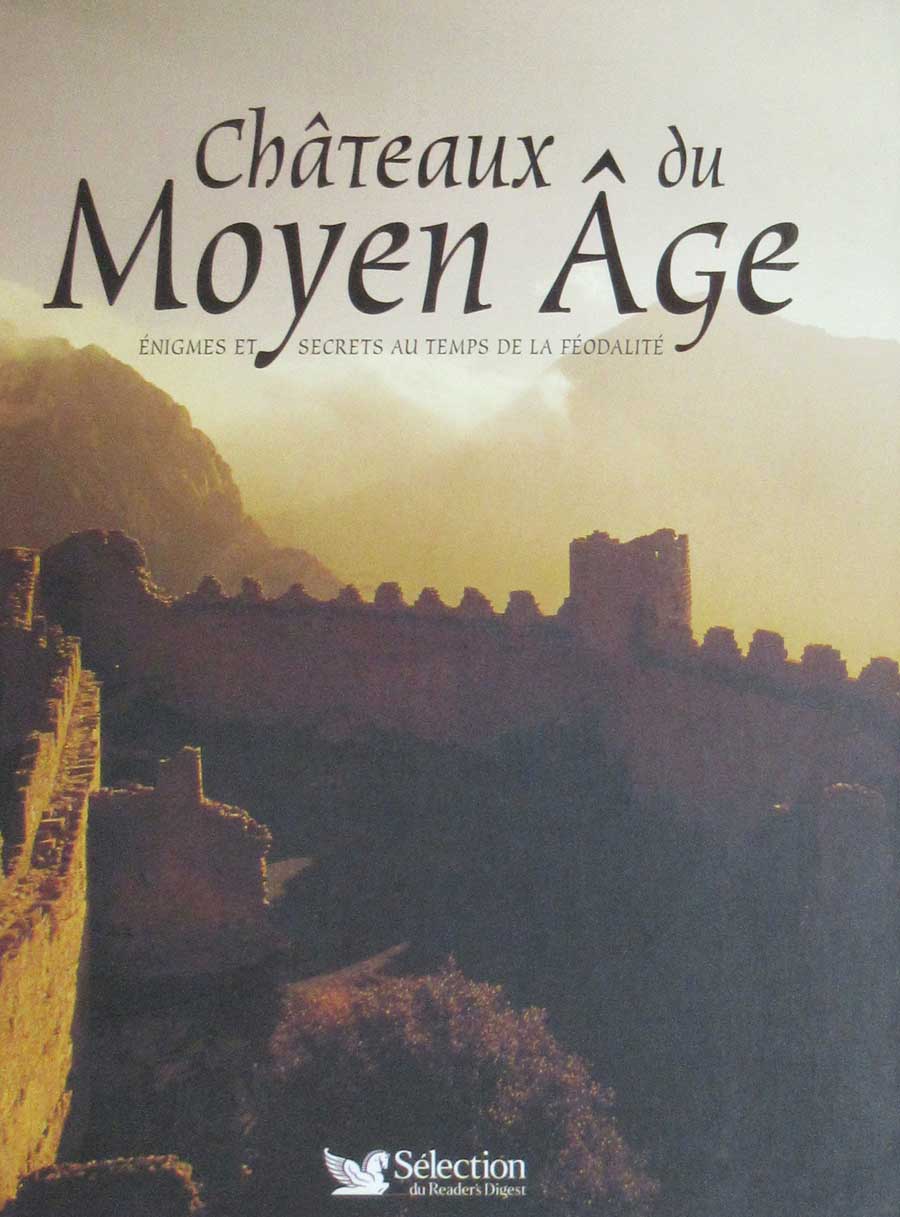 Châteaux du
Moyen Âge
ÉNIGMES ET SECRETS AU TEMPS DE LA FÉODALITÉ
Sélection
du Reader's Digest